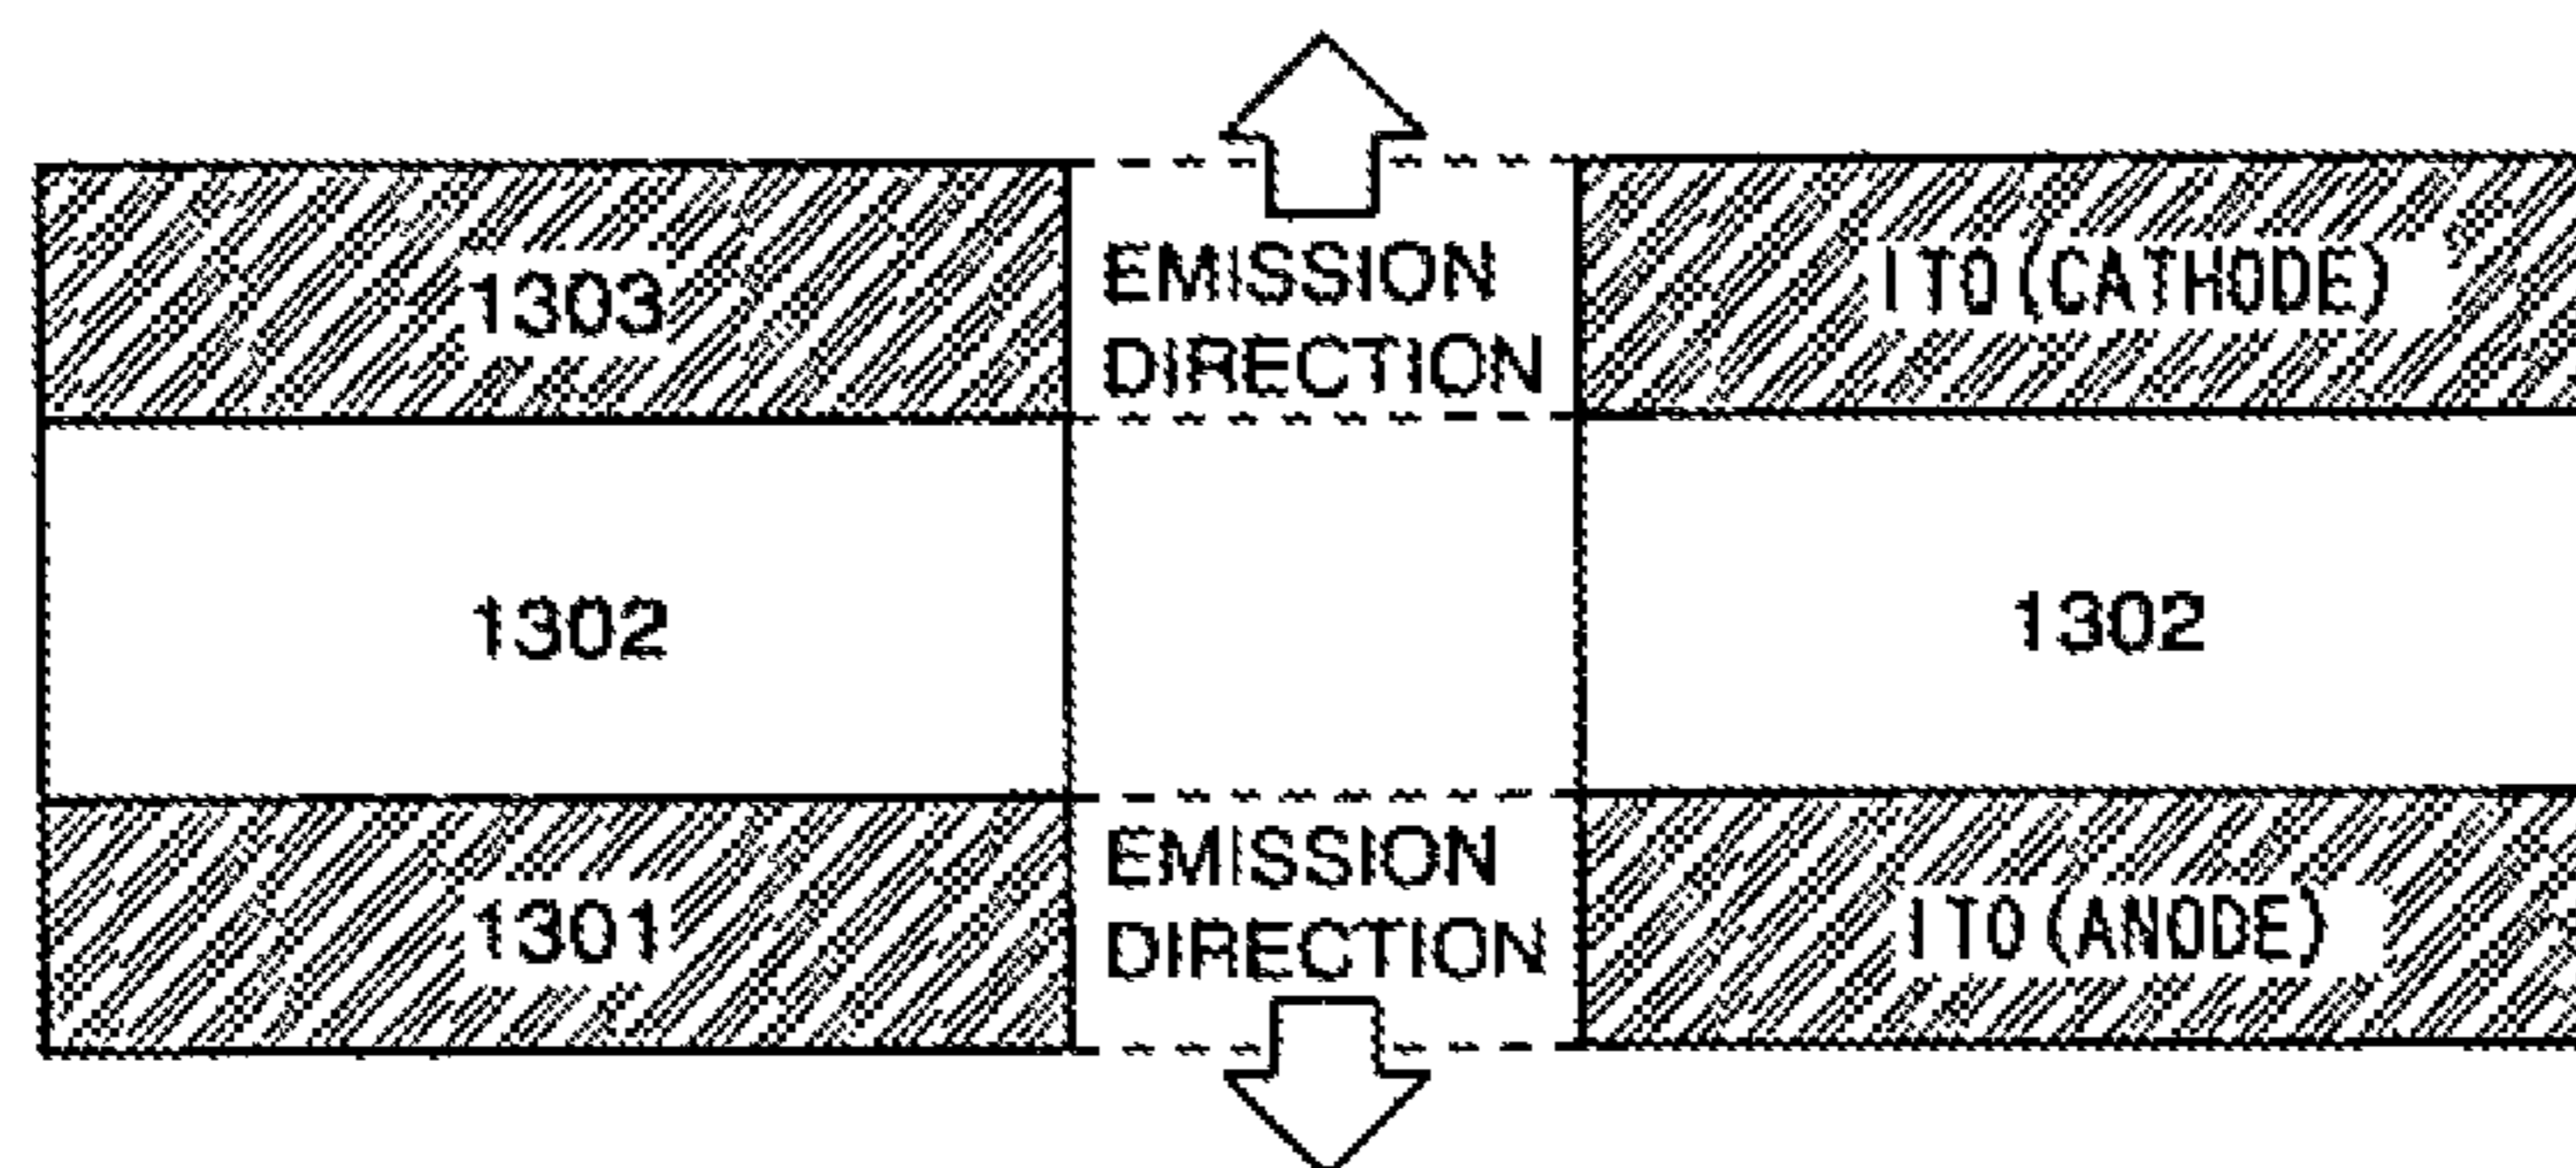 1303
EMISSION
DIRECTION
ITO(CATHODE)
1302
1302
1301
EMISSION
DIRECTION
ITO(ANODE)